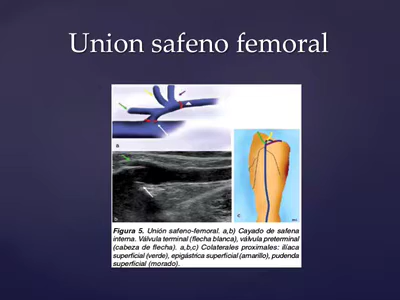 Union safeno femoral
a
b
c
Figura 5. Unión safeno-femoral. a,b) Cayado de safena
interna. Válvula terminal (flecha blanca), válvula preterminal
(cabeza de flecha). a,b,c) Colaterales proximales: ilíaca
superficial (verde), epigástrica superficial (amarillo), pudenda
superficial (morado).